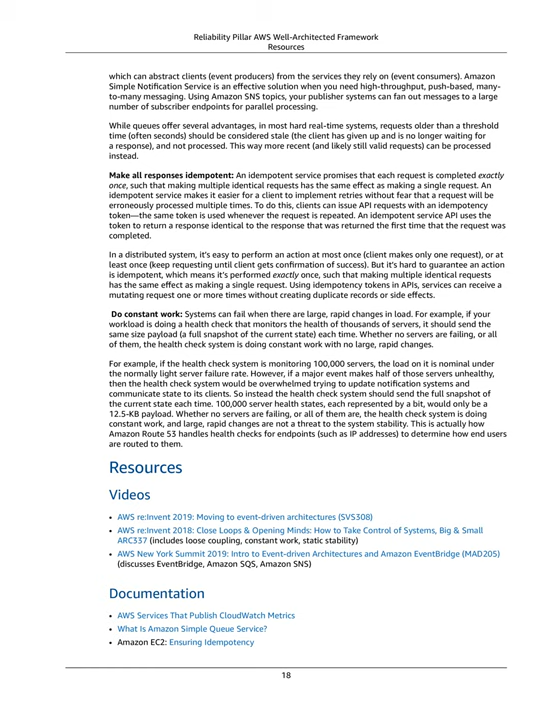 Reliability Pillar AWS Well-Architected Framework
Resources
which can abstract clients (event producers) from the services they rely on (event consumers). Amazon
Simple Notification Service is an effective solution when you need high-throughput, push-based, many-
to-many messaging. Using Amazon SNS topics, your publisher systems can fan out messages to a large
number of subscriber endpoints for parallel processing.
While queues offer several advantages, in most hard real-time systems, requests older than a threshold
time (often seconds) should be considered stale (the client has given up and is no longer waiting for
a response), and not processed. This way more recent (and likely still valid requests) can be processed
instead.
Make all responses idempotent: An idempotent service promises that each request is completed exactly
once, such that making multiple identical requests has the same effect as making a single request. An
idempotent service makes it easier for a client to implement retries without fear that a request will be
erroneously processed multiple times. To do this, clients can issue API requests with an idempotency
token—the same token is used whenever the request is repeated. An idempotent service API uses the
token to return a response identical to the response that was returned the first time that the request was
completed.
In a distributed system, it's easy to perform an action at most once (client makes only one request), or at
least once (keep requesting until client gets confirmation of success). But it's hard to guarantee an action
is idempotent, which means it's performed exactly once, such that making multiple identical requests
has the same effect as making a single request. Using idempotency tokens in APIs, services can receive a
mutating request one or more times without creating duplicate records or side effects.
Do constant work: Systems can fail when there are large, rapid changes in load. For example, if your
workload is doing a health check that monitors the health of thousands of servers, it should send the
same size payload (a full snapshot of the current state) each time. Whether no servers are failing, or all
of them, the health check system is doing constant work with no large, rapid changes.
For example, if the health check system is monitoring 100,000 servers, the load on it is nominal under
the normally light server failure rate. However, if a major event makes half of those servers unhealthy,
then the health check system would be overwhelmed trying to update notification systems and
communicate state to its clients. So instead the health check system should send the full snapshot of
the current state each time. 100,000 server health states, each represented by a bit, would only be a
12.5-KB payload. Whether no servers are failing, or all of them are, the health check system is doing
constant work, and large, rapid changes are not a threat to the system stability. This is actually how
Amazon Route 53 handles health checks for endpoints (such as IP addresses) to determine how end users
are routed to them.
Resources
Videos
• AWS re:Invent 2019: Moving to event-driven architectures (SVS308)
• AWS re:Invent 2018: Close Loops & Opening Minds: How to Take Control of Systems, Big & Small
ARC337 (includes loose coupling, constant work, static stability)
• AWS New York Summit 2019: Intro to Event-driven Architectures and Amazon EventBridge (MAD205)
(discusses EventBridge, Amazon SQS, Amazon SNS)
Documentation
• AWS Services That Publish CloudWatch Metrics
• What Is Amazon Simple Queue Service?
• Amazon EC2: Ensuring Idempotency
18